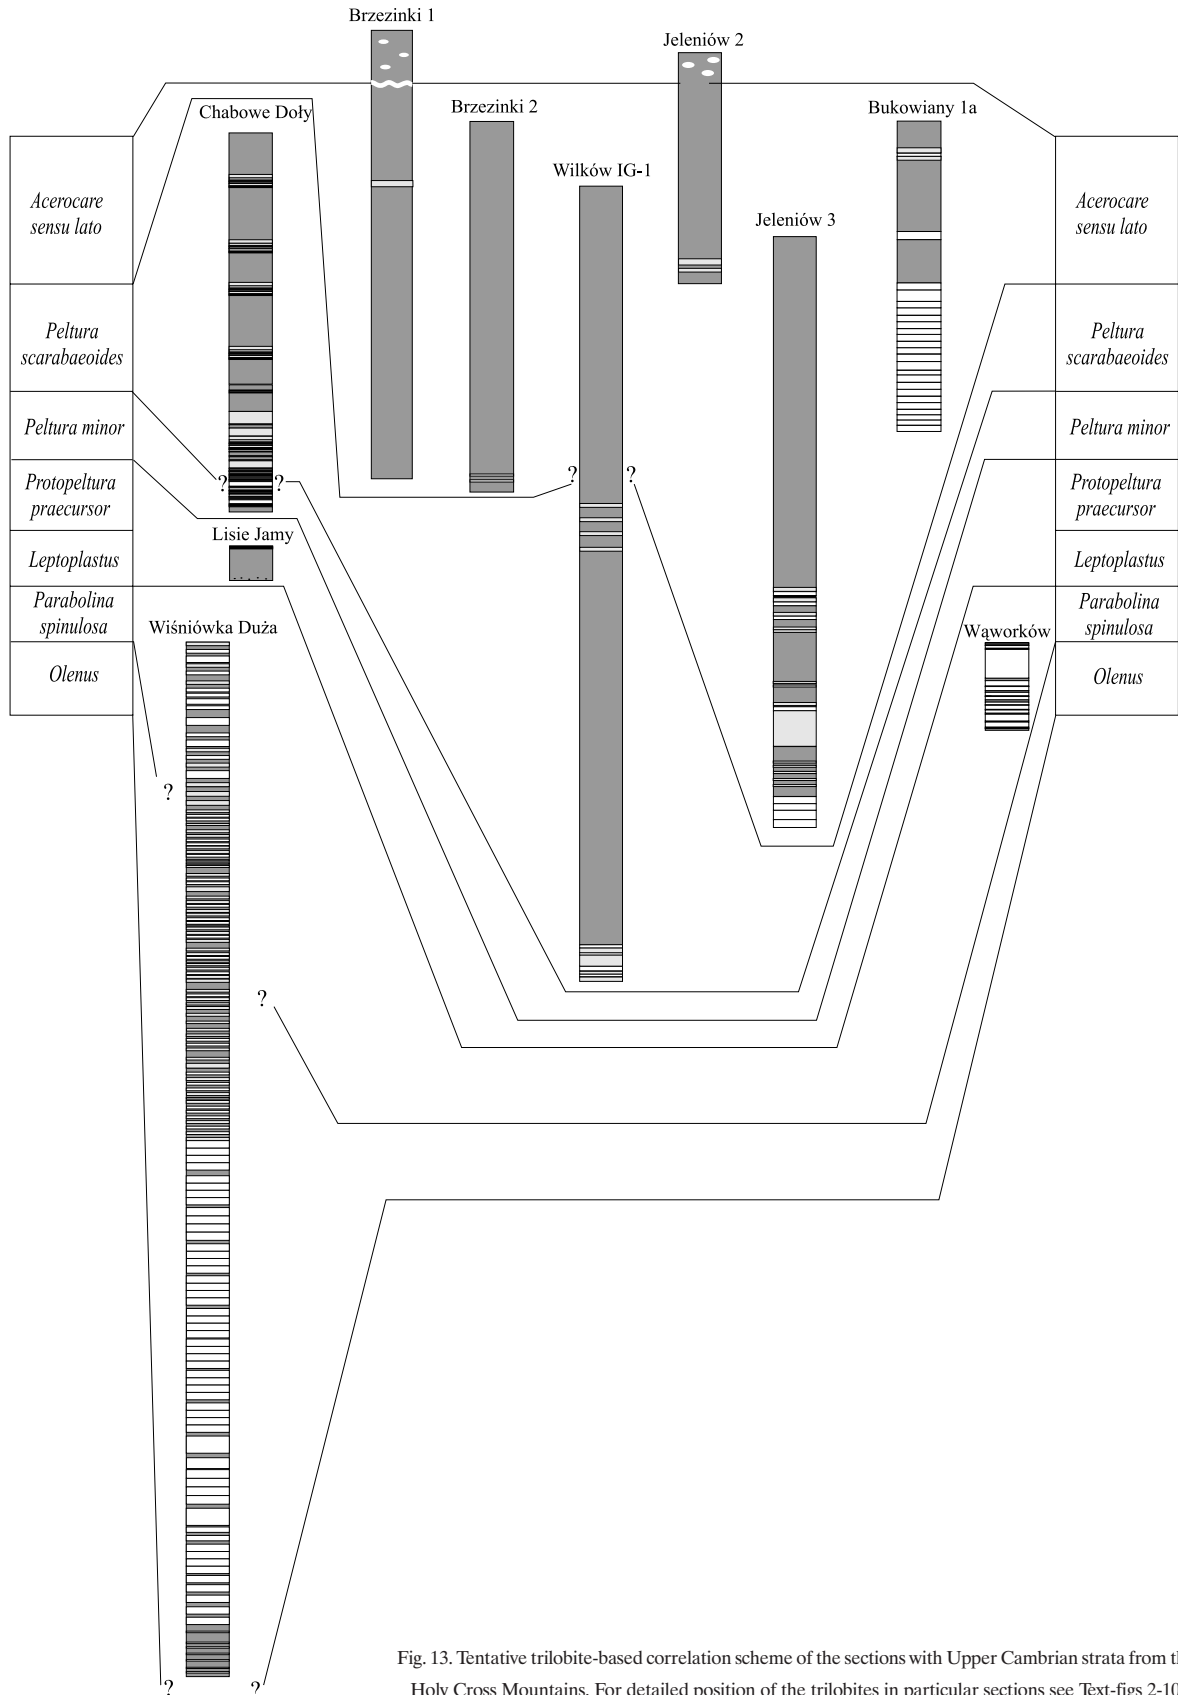 Brzezinki 1
Jeleniów 2
Chabowe Doły
Brzezinki 2
Bukowiany 1a
Wilków IG-1
Jeleniów 3
Acerocare
sensu lato
Peltura
scarabaeoides
Peltura minor
Protopeltura
praecursor
Leptoplastus
Parabolina
spinulosa
Olenus
Acerocare
sensu lato
Peltura
scarabaeoides
Peltura minor
Protopeltura
praecursor
Leptoplastus
Parabolina
spinulosa
Olenus
? ?
? ?
Lisie Jamy
Wiśniówka Duża
Wąworków
?
?
? ?
Fig. 13. Tentative trilobite-based correlation scheme of the sections with Upper Cambrian strata from
Holy Cross Mountains. For detailed position of the trilobites in particular sections see Text-figs 2-10